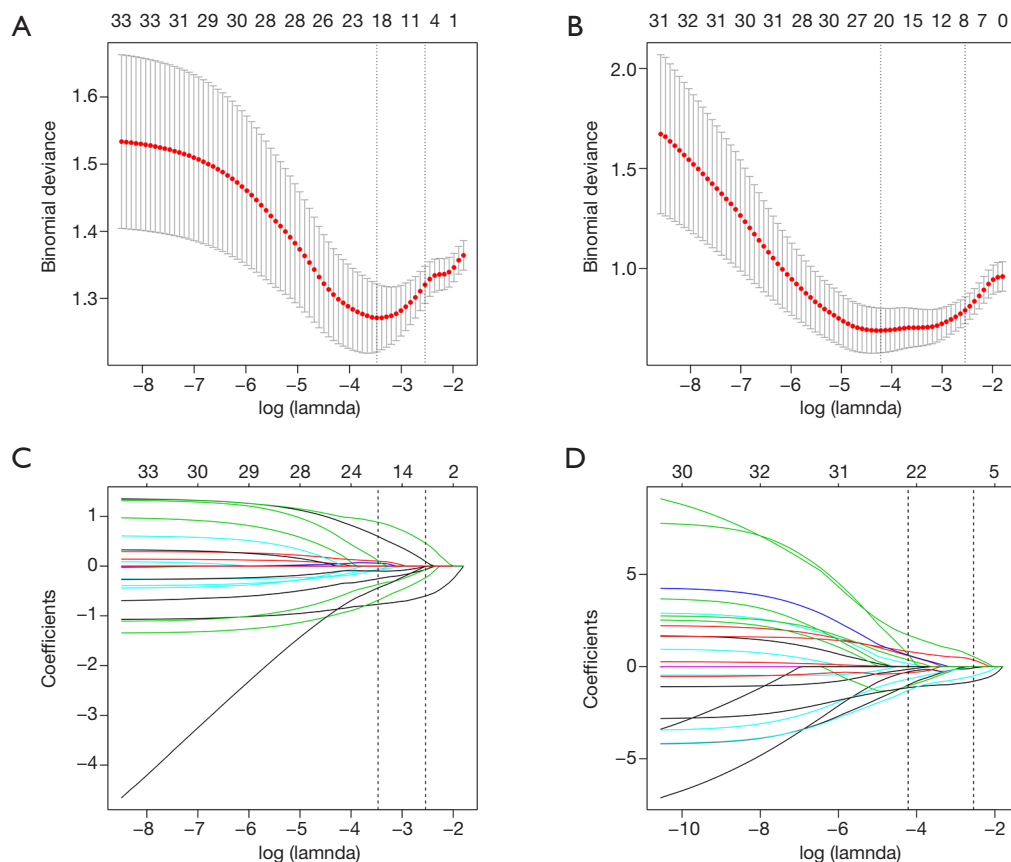 A
33 33 31 29 30 28 28 26 23 18 11 4 1
Binomial deviance
1.6
1.5
1.4
1.3
−8 −7 −6 −5 −4 −3 −2
log (lamnda)
B
31 32 31 30 31 28 30 27 20 15 12 8 7 0
Binomial deviance
2.0
1.5
1.0
−8 −7 −6 −5 −4 −3 −2
log (lamnda)
C
33 30 29 28 24 14 2
Coefficients
1
0
−1
−2
−3
−4
−8 −7 −6 −5 −4 −3 −2
log (lamnda)
D
30 32 31 22 5
Coefficients
5
0
−5
−10 −8 −6 −4 −2
log (lamnda)